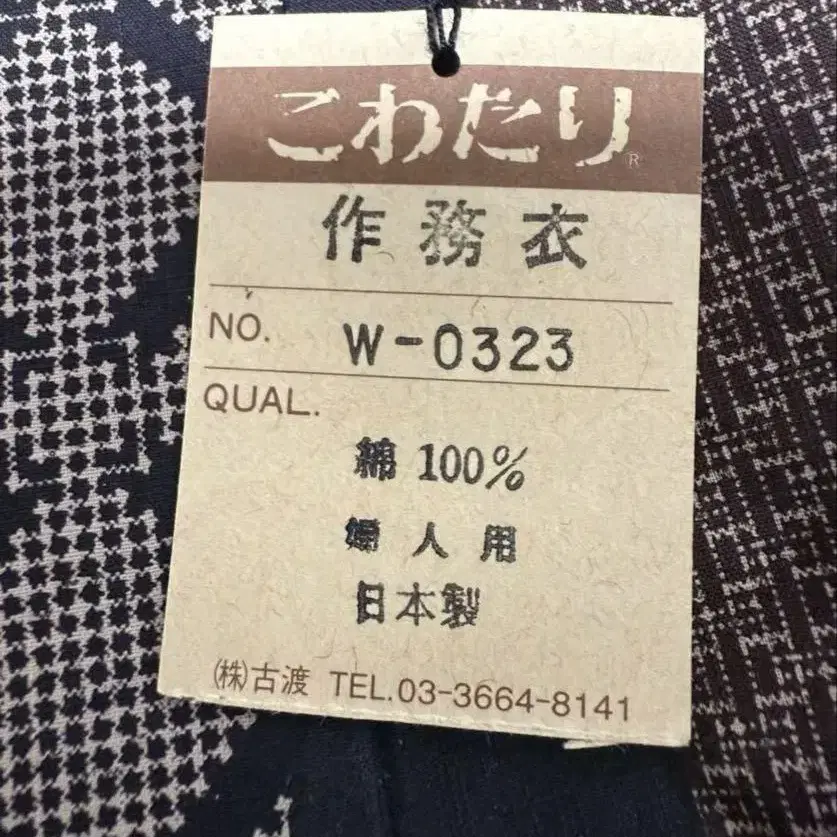 こわたり®
作務衣
NO. W-0323
QUAL.
綿 100%
婦人用
日本製
(株)古渡 TEL.03-3664-8141